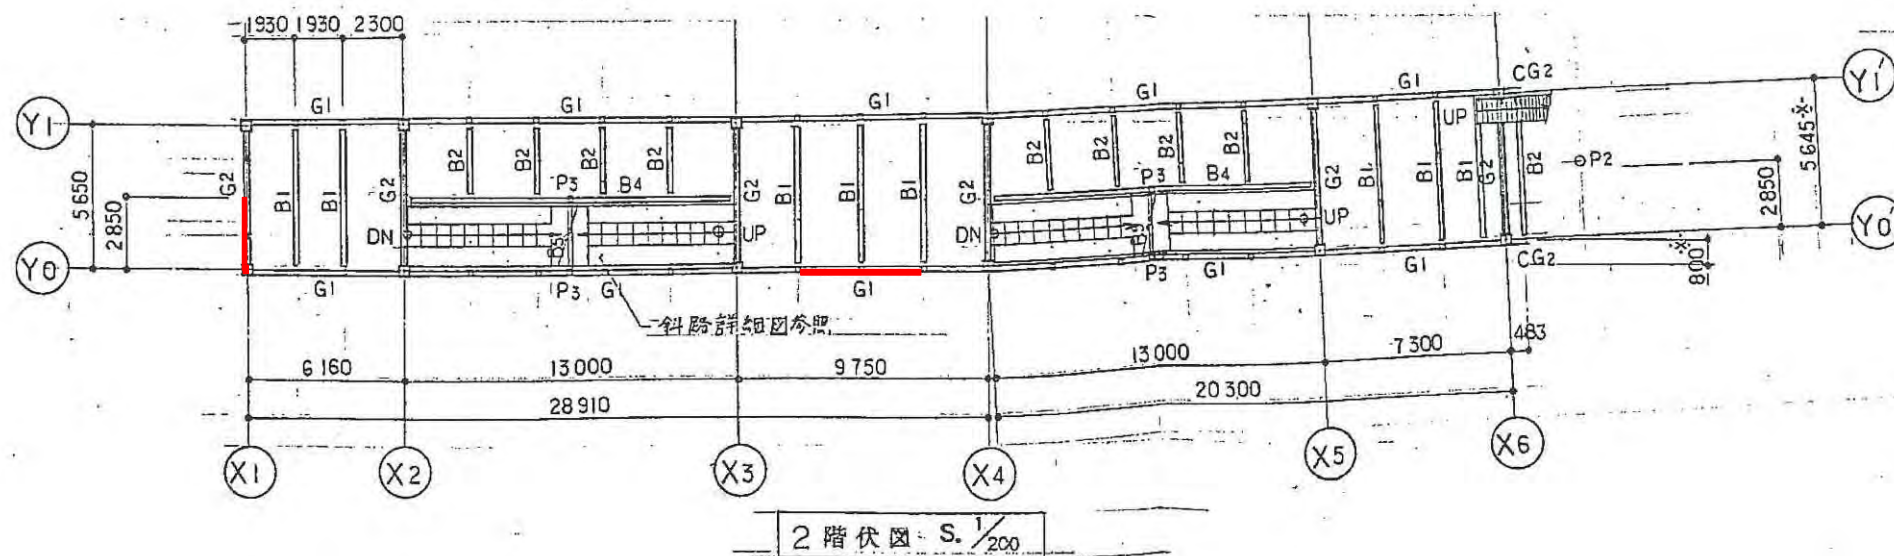 1930 1930 2300
G1 G1 G1 G1 G1 CG2
Y1 Y1'
5650 2850 G2 B1 B1 G2 B2 B2 B2 B2 G2 B1 B1 B1 G2 B2 B2 B2 B2 G2 B1 B1 B1 G2 B2 UP P2 2850 5645※
P3 B4 P3 B4
DN B5 UP DN UP
Y0 Y0'
G1 P3 G1 G1 P3 G1 G1 CG2 800※
斜路詳細図参照
6160 13000 9750 13000 7300 483
28910 20300
X1 X2 X3 X4 X5 X6
2階伏図 S. 1/200